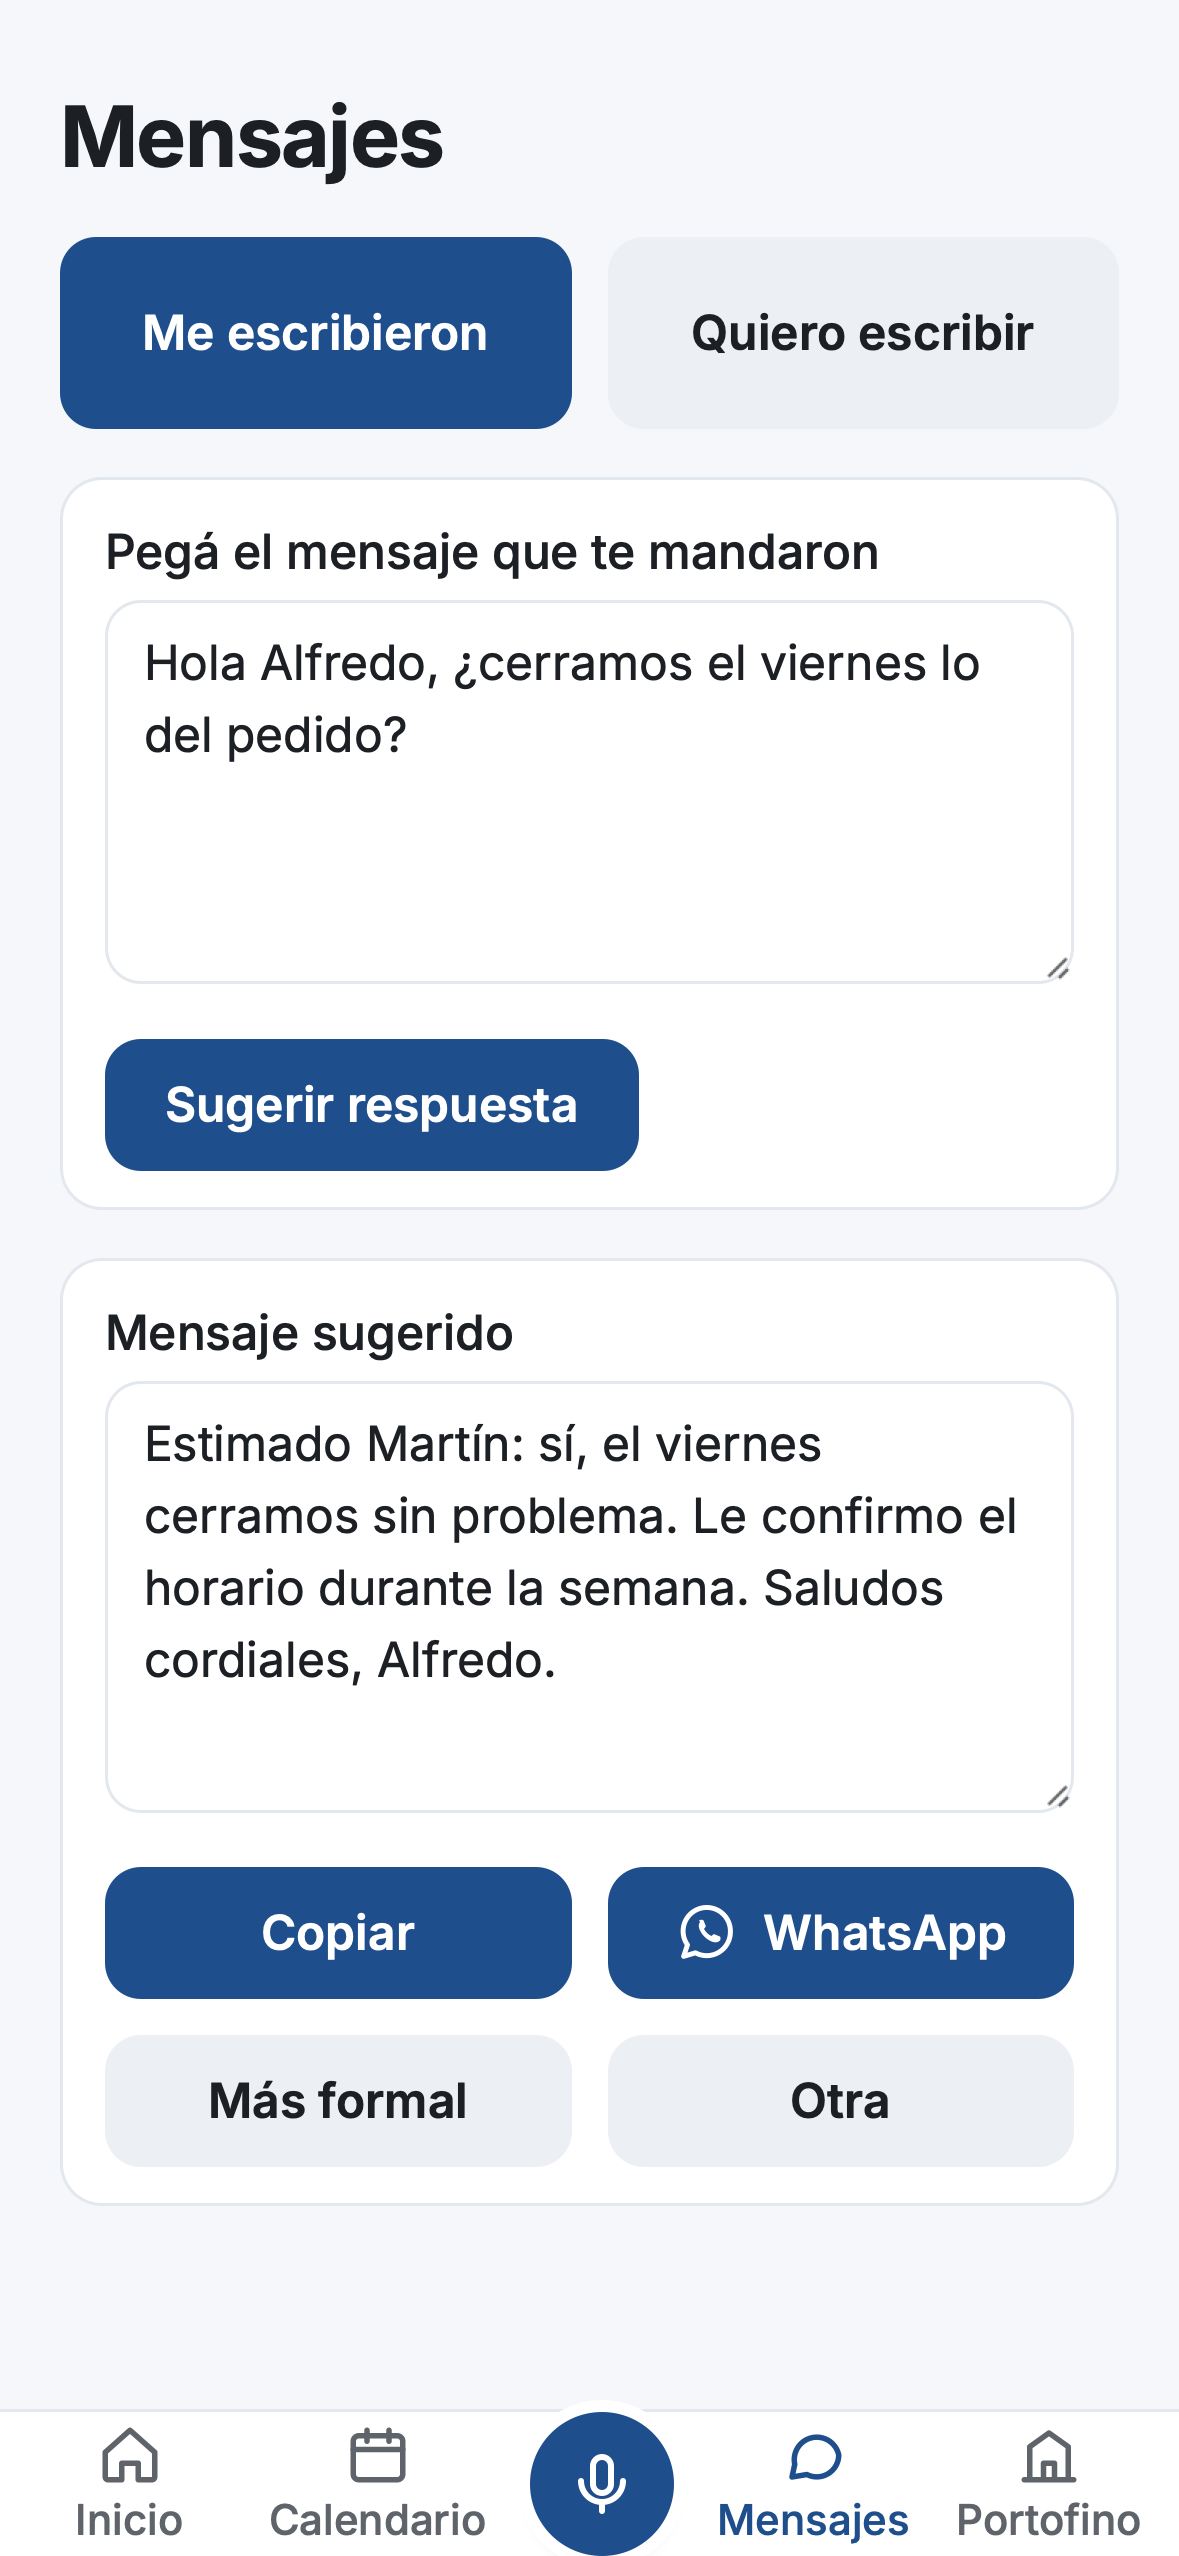 Mensajes
Me escribieron
Quiero escribir
Pegá el mensaje que te mandaron
Hola Alfredo, ¿cerramos el viernes lo
del pedido?
Sugerir respuesta
Mensaje sugerido
Estimado Martín: sí, el viernes
cerramos sin problema. Le confirmo el
horario durante la semana. Saludos
cordiales, Alfredo.
Copiar
WhatsApp
Más formal
Otra
Inicio
Calendario
Mensajes
Portofino